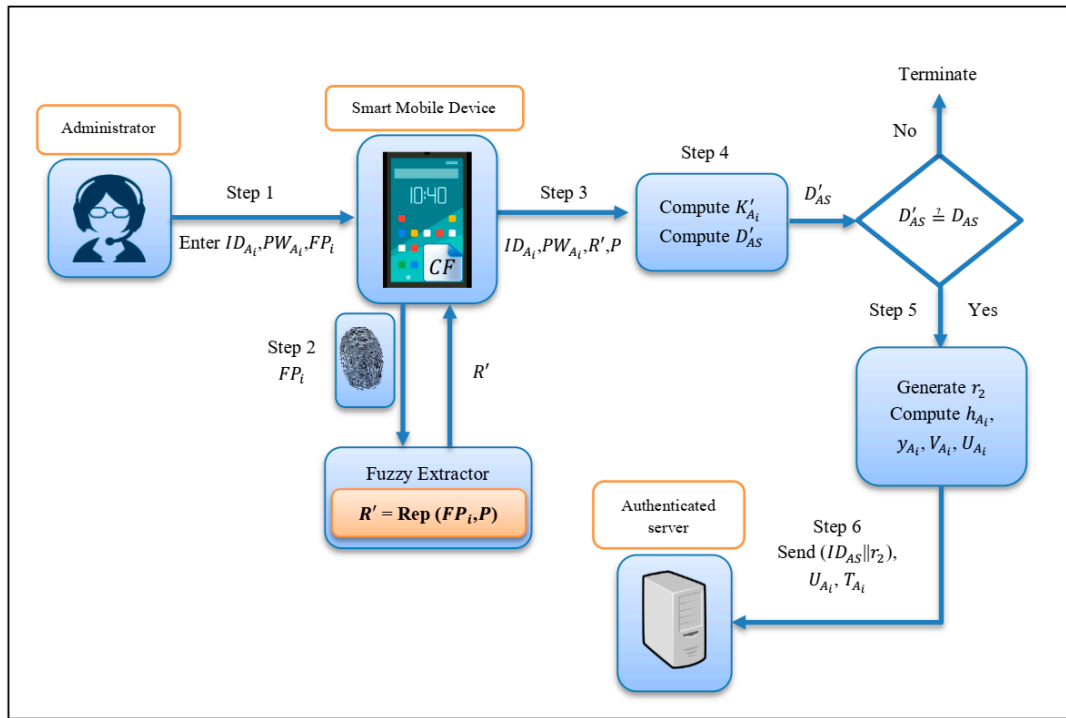 Administrator
Step 1
Enter ID_{A_i},PW_{A_i},FP_i
Smart Mobile Device
10:40
CF
Step 2
FP_i
R′
Fuzzy Extractor
R′ = Rep (FP_i,P)
Step 3
ID_{A_i},PW_{A_i},R′,P
Step 4
Compute K′_{A_i}
Compute D′_{AS}
D′_{AS}
D′_{AS} ≟ D_{AS}
No
Terminate
Step 5
Yes
Generate r_2
Compute h_{A_i},
y_{A_i}, V_{A_i}, U_{A_i}
Step 6
Send (ID_{AS}||r_2),
U_{A_i}, T_{A_i}
Authenticated
server